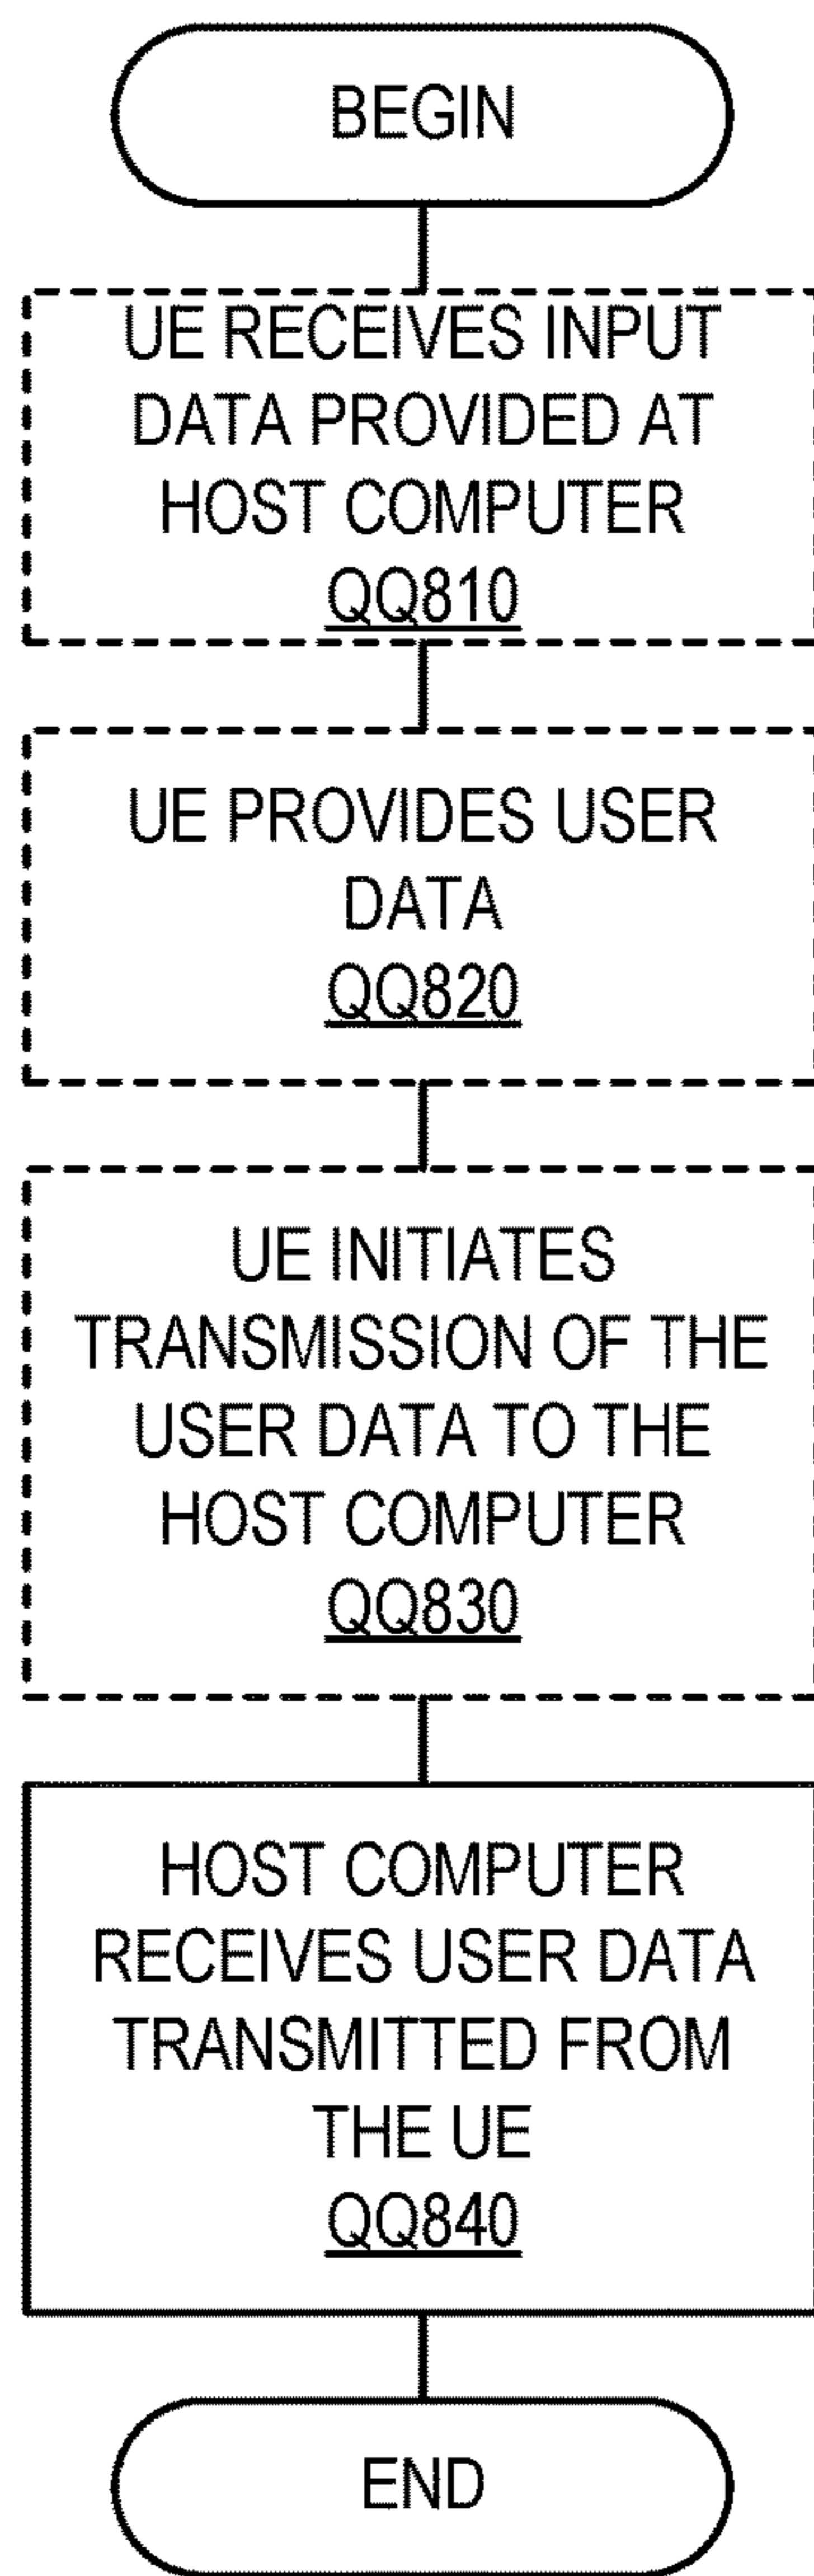 BEGIN
UE RECEIVES INPUT
DATA PROVIDED AT
HOST COMPUTER
QQ810
UE PROVIDES USER
DATA
QQ820
UE INITIATES
TRANSMISSION OF THE
USER DATA TO THE
HOST COMPUTER
QQ830
HOST COMPUTER
RECEIVES USER DATA
TRANSMITTED FROM
THE UE
QQ840
END